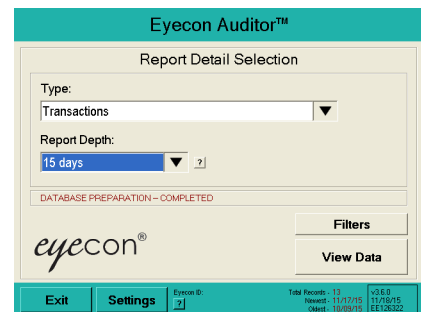 Eyecon Auditor™
Report Detail Selection
Type:
Transactions
Report Depth:
15 days
?
DATABASE PREPARATION – COMPLETED
Filters
eyecon®
View Data
Exit
Settings
Eyecon ID:
?
Total Records - 13
Newest - 11/17/15
Oldest - 10/09/15
v3.6.0
11/18/15
EE126322